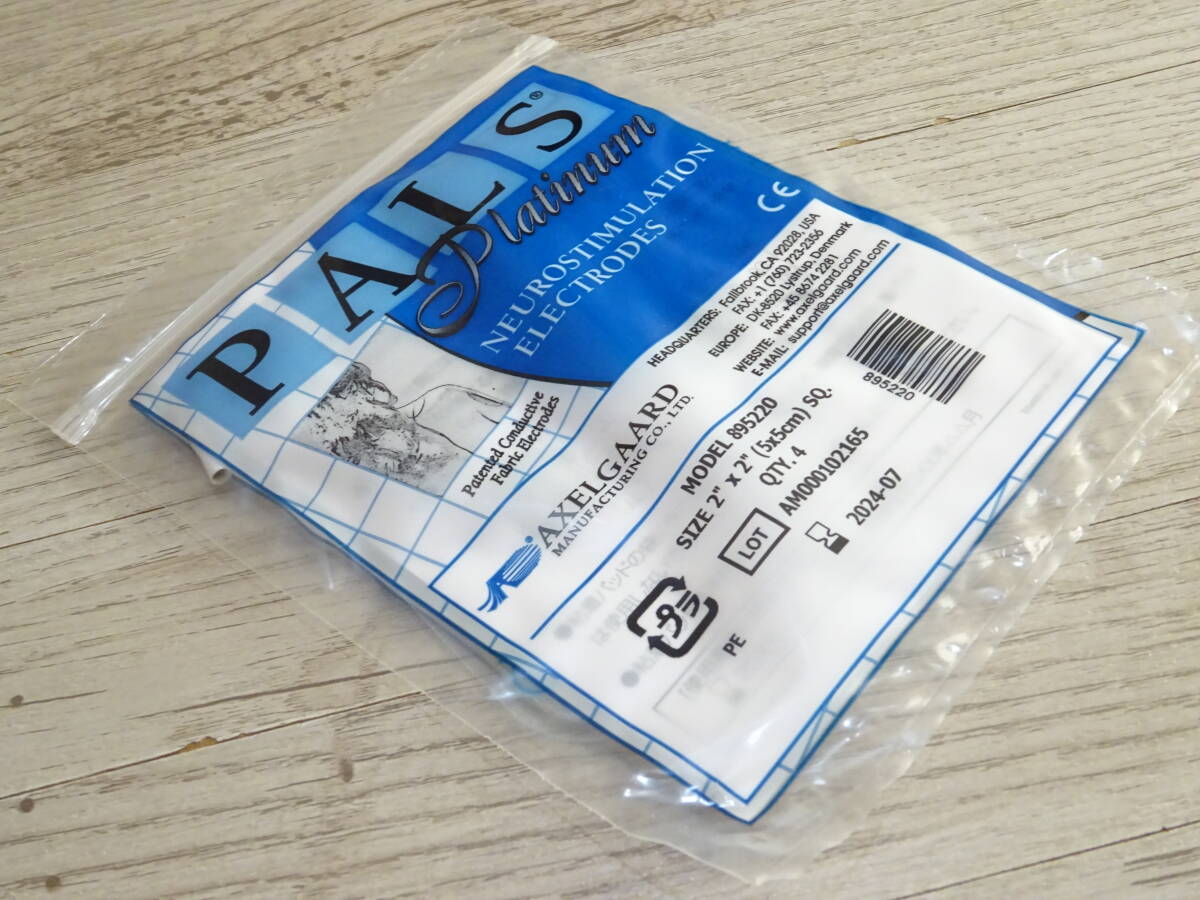 PALS®
Platinum
NEUROSTIMULATION
ELECTRODES
CE
Patented Conductive
Fabric Electrodes
HEADQUARTERS: Fallbrook, CA 92028, USA
FAX: +1 (760) 723-2356
EUROPE: DK-8520 Lystrup, Denmark
FAX: +45 8674 2281
WEBSITE: www.axelgaard.com
E-MAIL: support@axelgaard.com
AXELGAARD
MANUFACTURING CO., LTD.
895220
MODEL 895220
SIZE 2" x 2" (5x5cm) SQ.
QTY. 4
LOT AM000102165
2024-07
プラ
PE